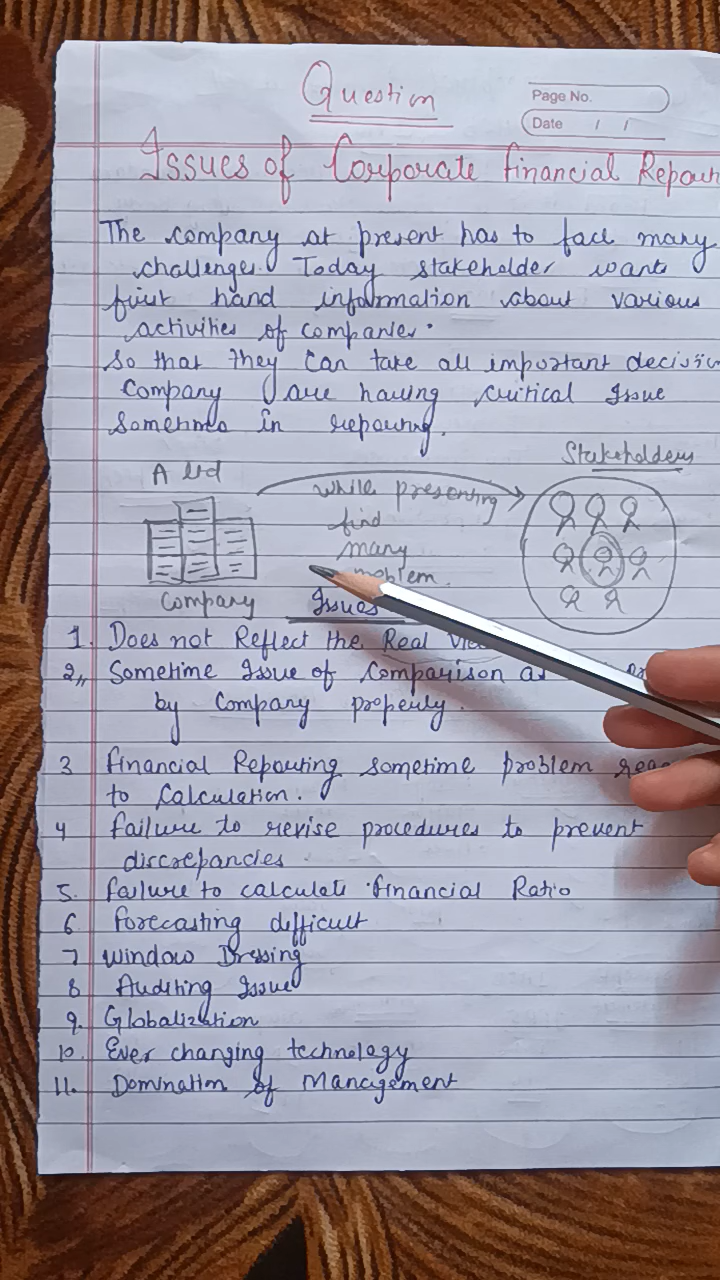 Question
Page No.
Date / /
Issues of Corporate financial Report
The company at present has to face many
challenges. Today stakeholder wants
first hand information about various
activities of companies.
so that they can take all important decisi
Company are having critical Issue
Sometimes in reporting.
A ltd
Stakeholders
while presenting
find
many
problem.
Company
Issues
1. Does not Reflect the Real
2,, Sometime Issue of Comparison
by Company properly.
3 financial Reporting sometime problem
to Calculation.
4 failure to revise procedures to prevent
discrepancies.
5. failure to calculate financial Ratio
6 forecasting difficult
7 Window Dressing
8 Auditing Issue
9. Globalization
10. Ever changing technology
11. Domination of Management